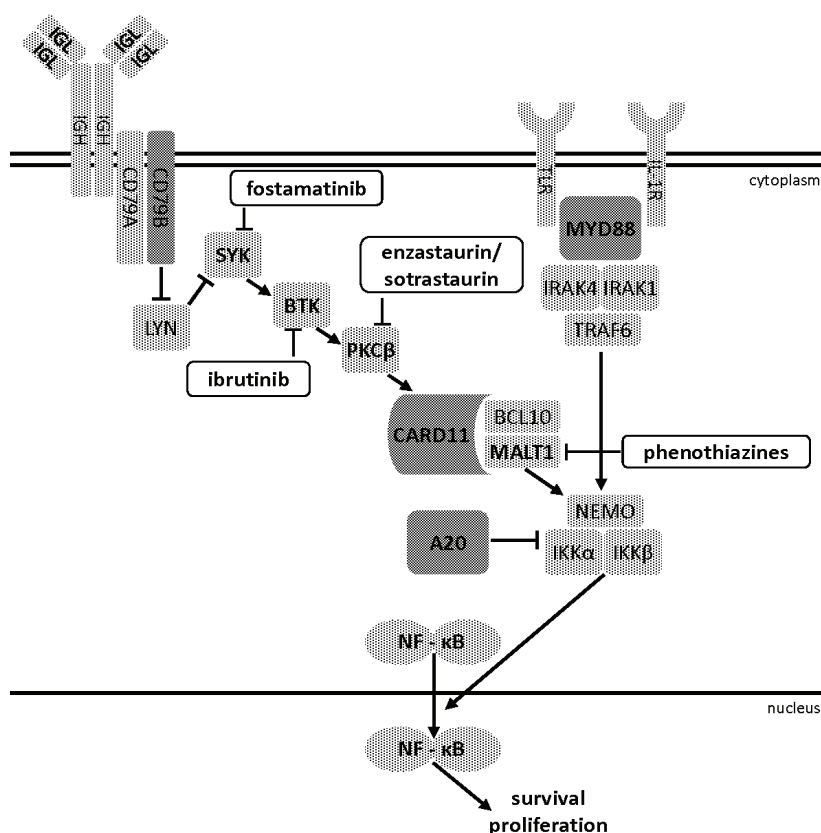 IGL
IGL
IGL
IGL
IGH
IGH
CD79A
CD79B
TLR
IL-1R
cytoplasm
fostamatinib
MYD88
SYK
enzastaurin/
sotrastaurin
IRAK4 IRAK1
BTK
LYN
TRAF6
PKCβ
ibrutinib
BCL10
CARD11
MALT1
phenothiazines
NEMO
A20
IKKα IKKβ
NF - κB
nucleus
NF - κB
survival
proliferation